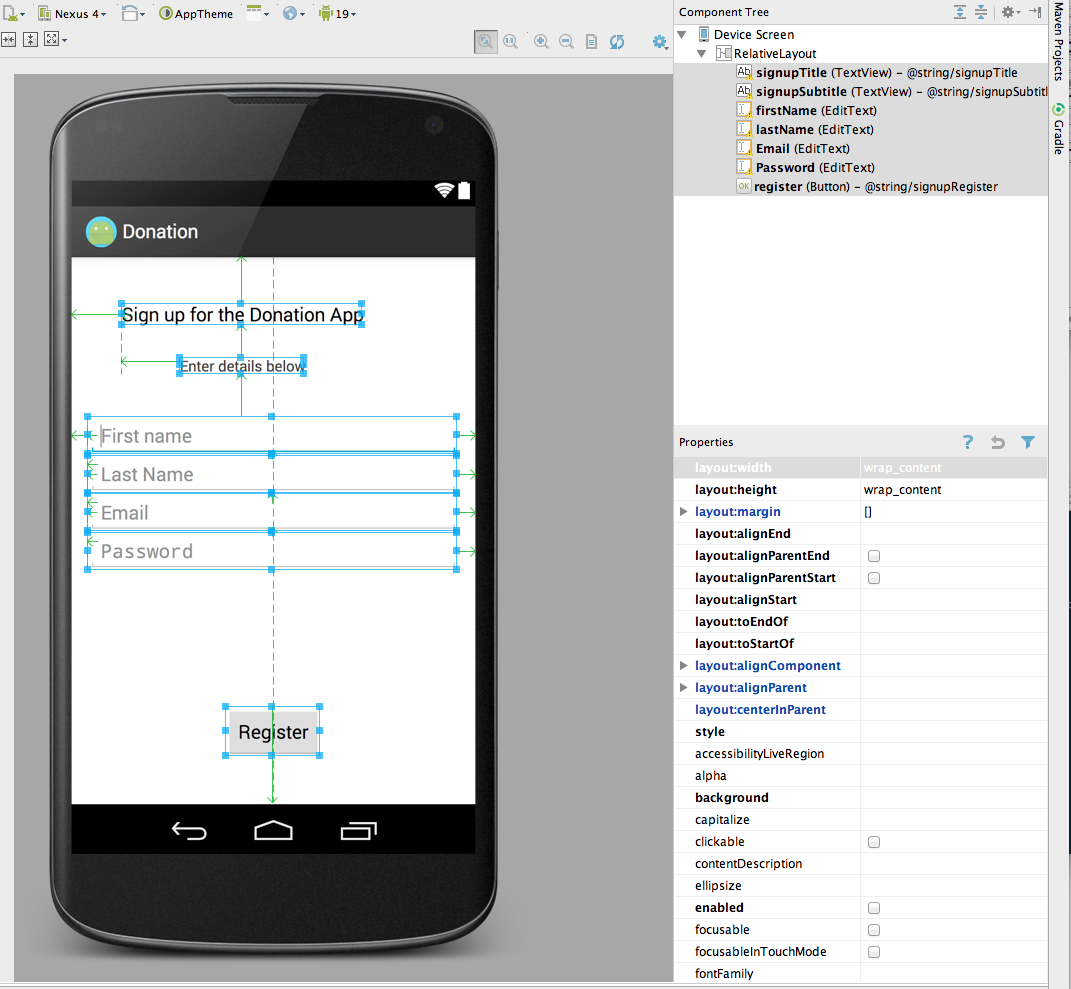 Nexus 4 AppTheme 19
Component Tree
Device Screen
RelativeLayout
Ab signupTitle (TextView) – @string/signupTitle
Ab signupSubtitle (TextView) – @string/signupSubtitl
firstName (EditText)
lastName (EditText)
Email (EditText)
Password (EditText)
OK register (Button) – @string/signupRegister
Maven Projects
Gradle
Donation
Sign up for the Donation App
Enter details below
First name
Last Name
Email
Password
Register
Properties
?
layout:width wrap_content
layout:height wrap_content
layout:margin []
layout:alignEnd
layout:alignParentEnd
layout:alignParentStart
layout:alignStart
layout:toEndOf
layout:toStartOf
layout:alignComponent
layout:alignParent
layout:centerInParent
style
accessibilityLiveRegion
alpha
background
capitalize
clickable
contentDescription
ellipsize
enabled
focusable
focusableInTouchMode
fontFamily